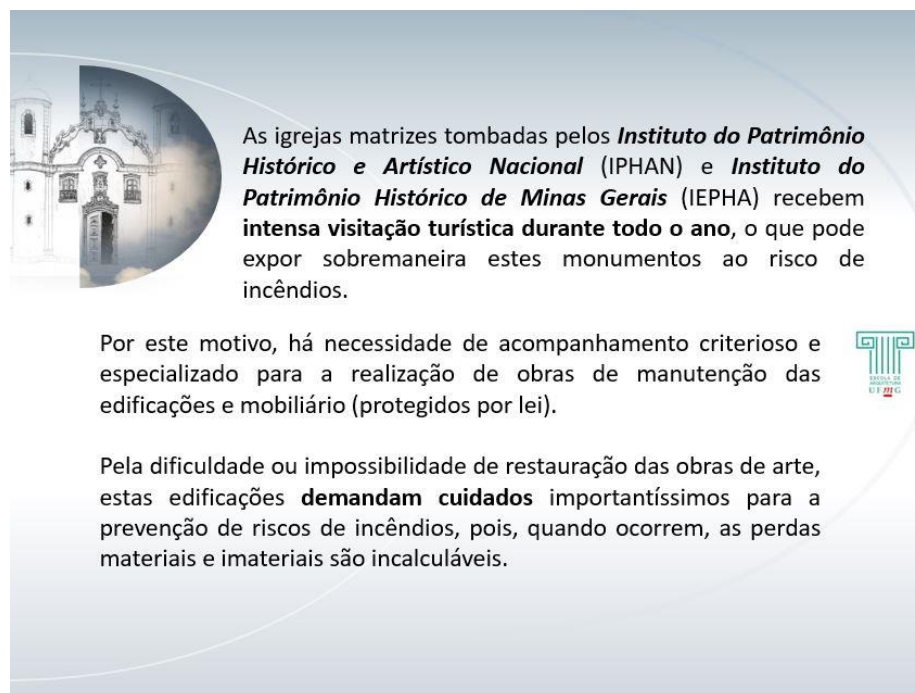 As igrejas matrizes tombadas pelos Instituto do Patrimônio
Histórico e Artístico Nacional (IPHAN) e Instituto do
Patrimônio Histórico de Minas Gerais (IEPHA) recebem
intensa visitação turística durante todo o ano, o que pode
expor sobremaneira estes monumentos ao risco de
incêndios.
Por este motivo, há necessidade de acompanhamento criterioso e
especializado para a realização de obras de manutenção das
edificações e mobiliário (protegidos por lei).
ESCOLA DE
ARQUITETURA
UFmG
Pela dificuldade ou impossibilidade de restauração das obras de arte,
estas edificações demandam cuidados importantíssimos para a
prevenção de riscos de incêndios, pois, quando ocorrem, as perdas
materiais e imateriais são incalculáveis.